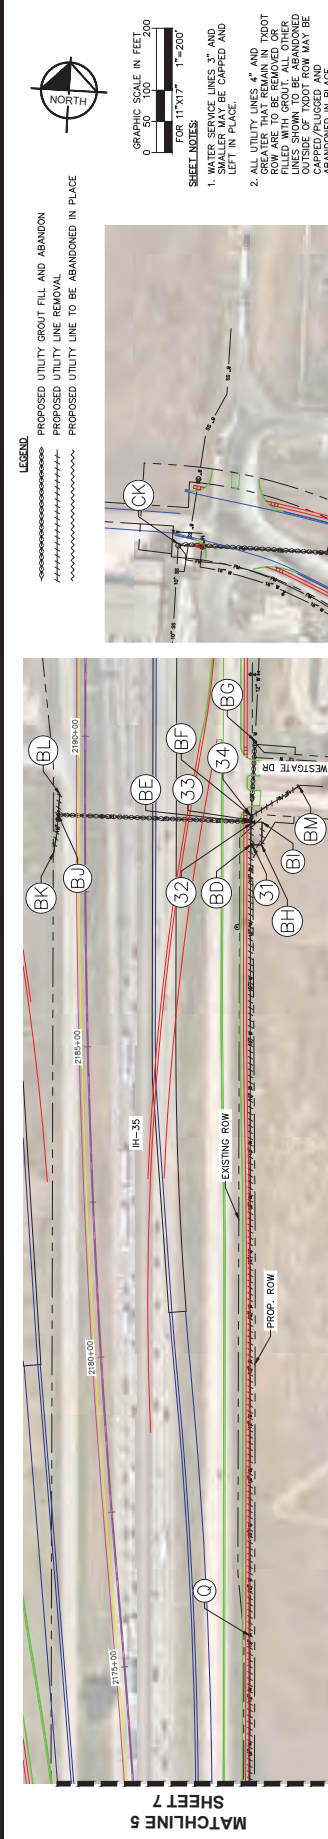 LEGEND
PROPOSED UTILITY GROUT FILL AND ABANDON
PROPOSED UTILITY LINE REMOVAL
PROPOSED UTILITY LINE TO BE ABANDONED IN PLACE
NORTH
GRAPHIC SCALE IN FEET
0 50 100 200
FOR 11"X17" 1"=200'
SHEET NOTES:
1. WATER SERVICE LINES 3" AND
SMALLER MAY BE CAPPED AND
LEFT IN PLACE.
2. ALL UTILITY LINES 4" AND
GREATER THAT REMAIN IN TXDOT
ROW ARE TO BE REMOVED OR
FILLED WITH GROUT. ALL OTHER
LINES SHOWN TO BE ABANDONED
OUTSIDE OF TXDOT ROW MAY BE
CAPPED/PLUGGED AND
ABANDONED IN PLACE
MATCHLINE 5
SHEET 7
2175+00
2180+00
2185+00
2190+00
IH-35
EXISTING ROW
PROP. ROW
WESTGATE DR
Q
BK
BL
BJ
BE
BF
33
34
32
BD
BG
31
BH
BI
BM
CK
10" SS
8" SS
12" W